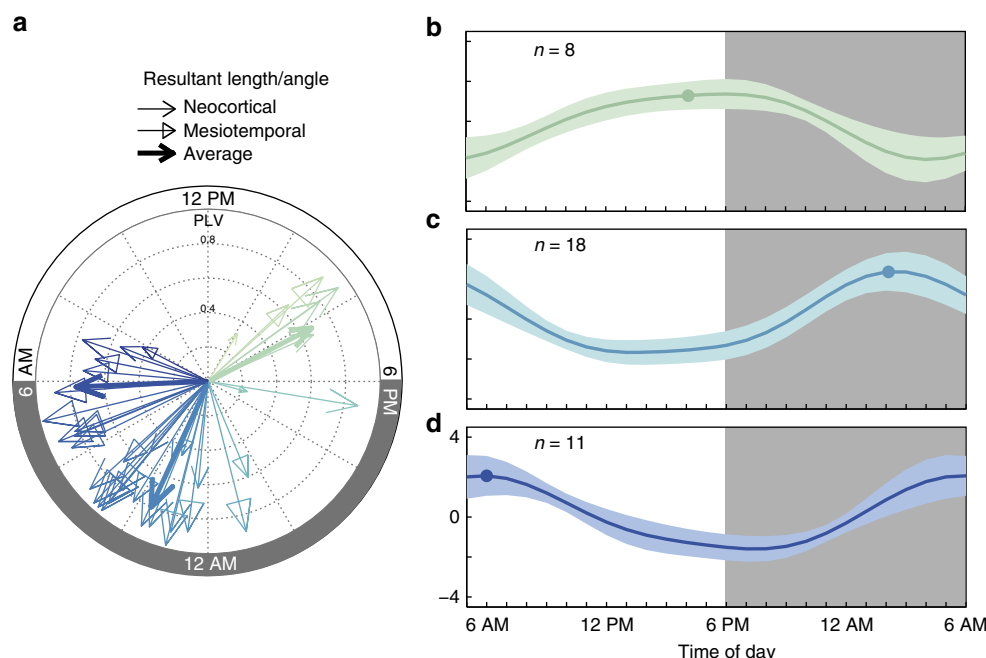 a
Resultant length/angle
Neocortical
Mesiotemporal
Average
12 PM
PLV
0.8
0.4
6 AM
6 PM
12 AM
b
n = 8
c
n = 18
d
n = 11
4
0
−4
6 AM 12 PM 6 PM 12 AM 6 AM
Time of day